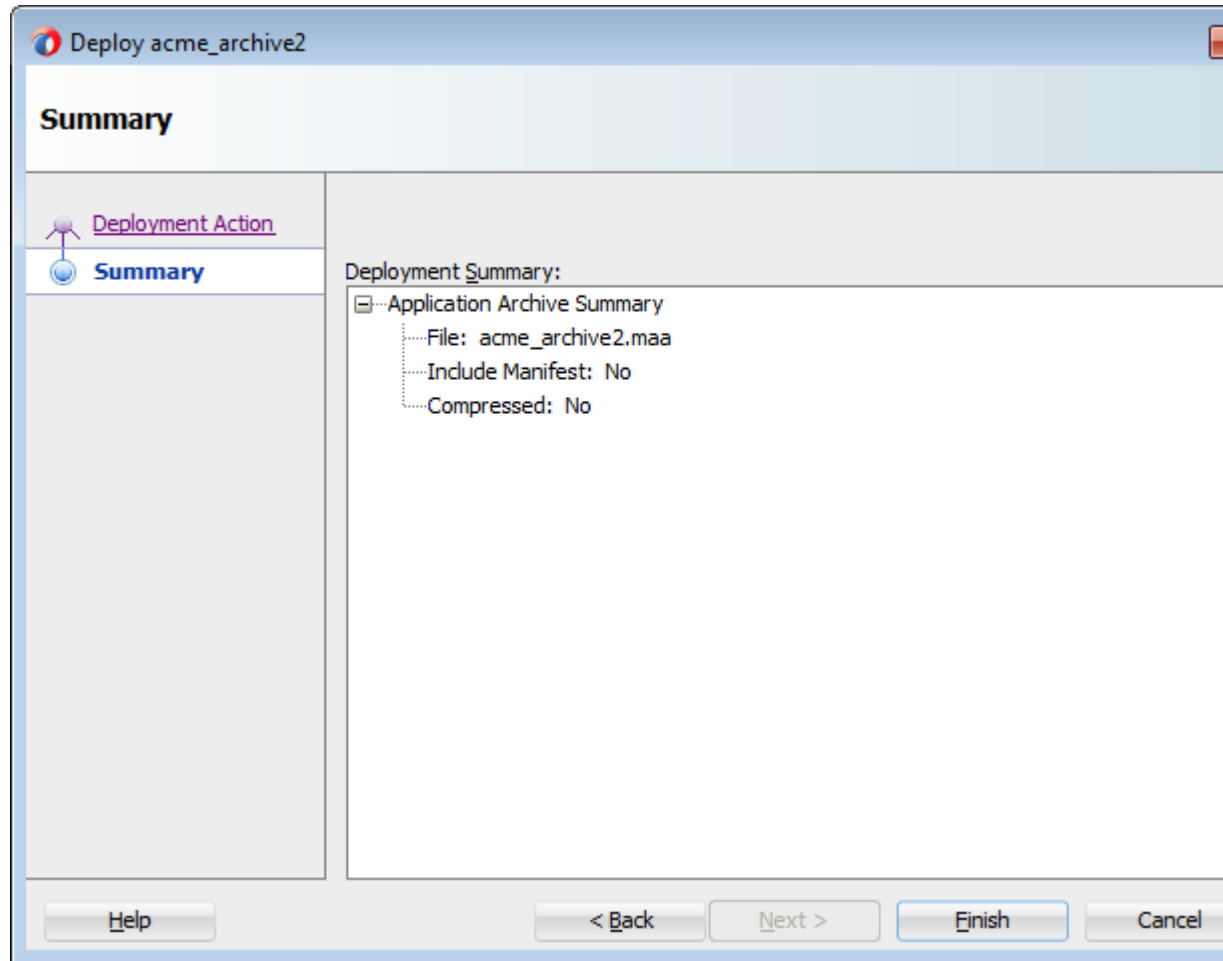 Deploy acme_archive2
Summary
Deployment Action
Summary
Deployment Summary:
Application Archive Summary
File: acme_archive2.maa
Include Manifest: No
Compressed: No
Help
< Back
Next >
Finish
Cancel